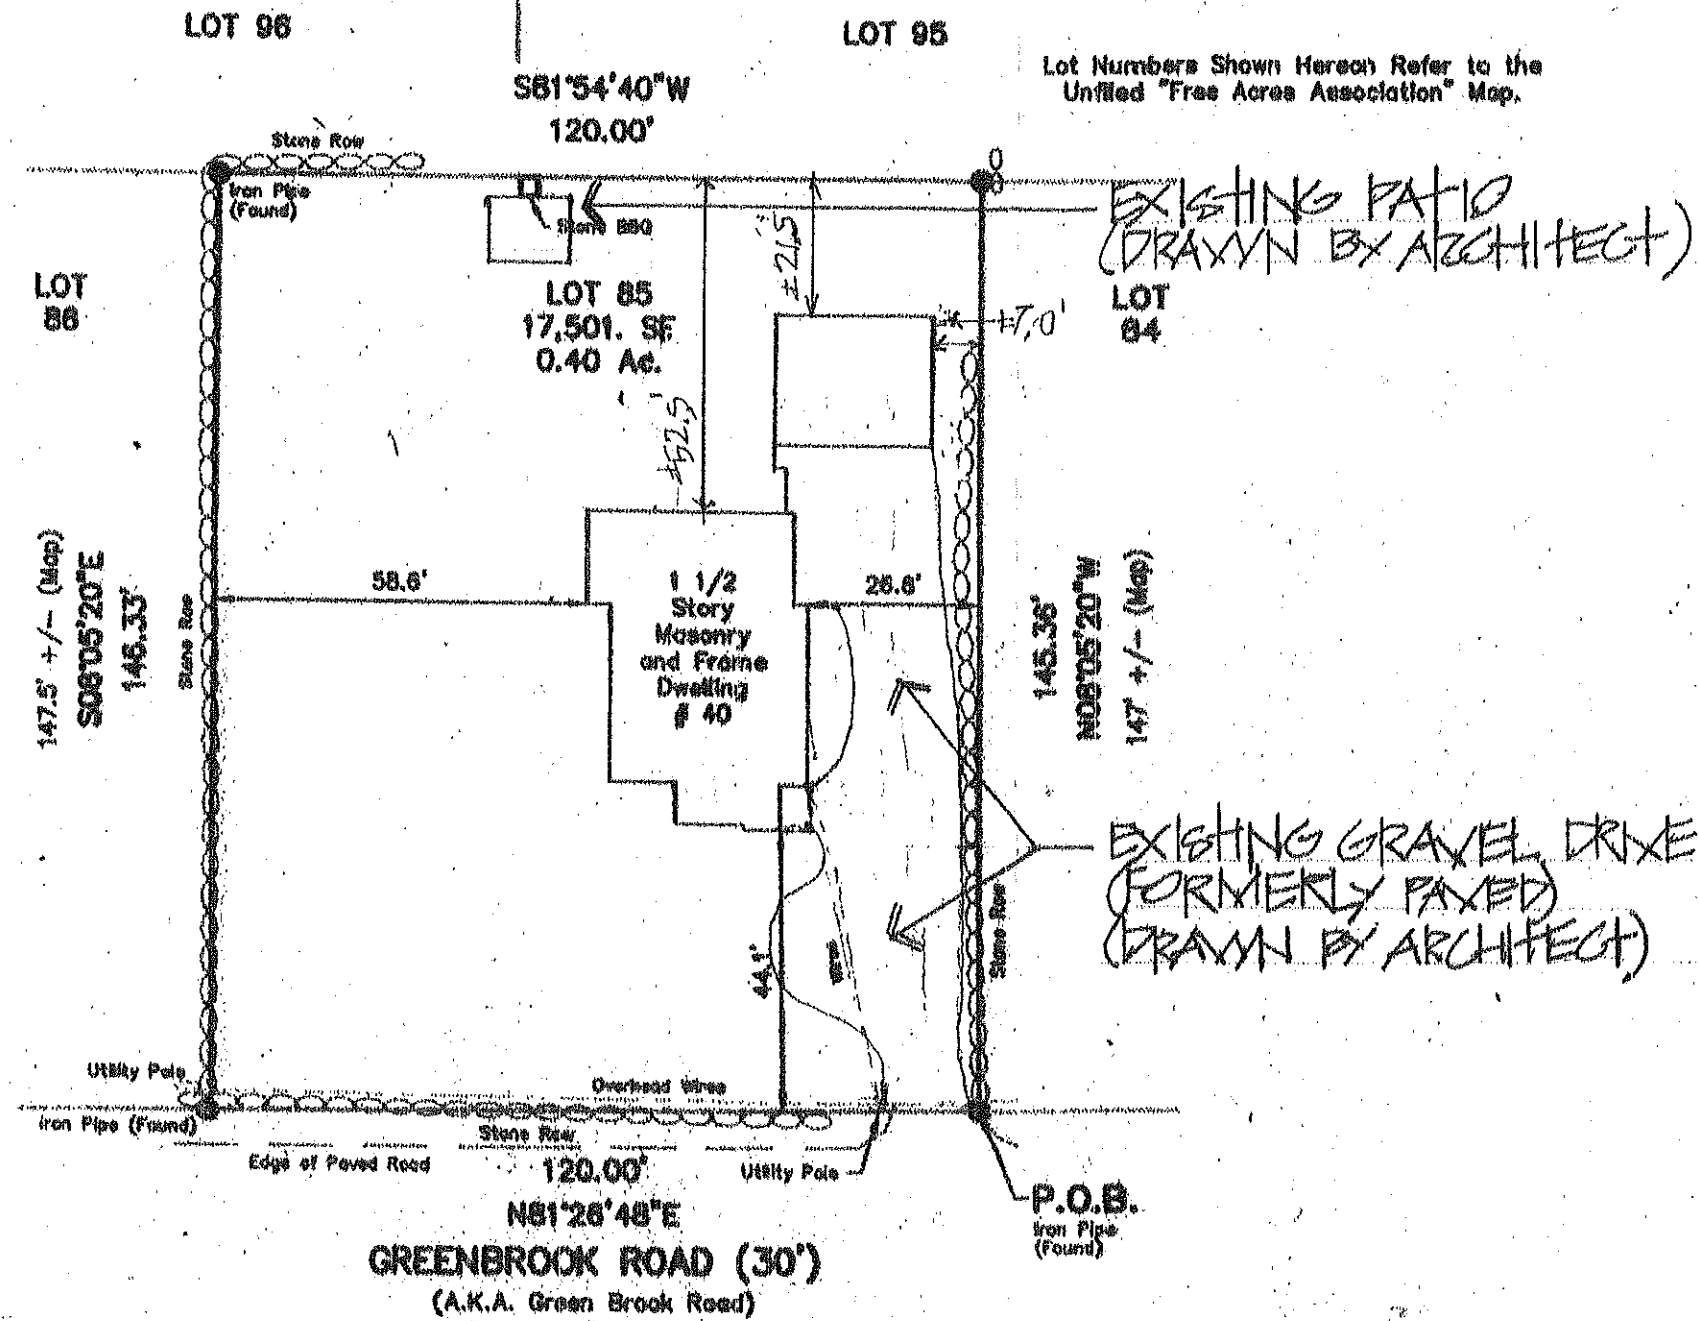 LOT 96
LOT 95
Lot Numbers Shown Hereon Refer to the
Unfiled "Free Acres Association" Map.
S81°54'40"W
120.00'
Stone Row
Iron Pipe
(Found)
Stone BBQ
EXISTING PATIO
(DRAWN BY ARCHITECT)
±21.5'
LOT
86
LOT 85
17,501. SF
0.40 Ac.
±7.0'
LOT
84
±52.5'
58.6'
1 1/2
Story
Masonry
and Frame
Dwelling
# 40
26.6'
147.5' +/- (Map)
S08°05'20"E
146.33'
Stone Row
145.36'
N08°05'20"W
147' +/- (Map)
EXISTING GRAVEL DRIVE
(FORMERLY PAVED)
(DRAWN BY ARCHITECT)
44.1'
Stone Row
Utility Pole
Overhead Wires
Iron Pipe (Found)
Stone Row
Edge of Paved Road
120.00'
Utility Pole
N81°26'48"E
P.O.B.
Iron Pipe
(Found)
GREENBROOK ROAD (30')
(A.K.A. Green Brook Road)